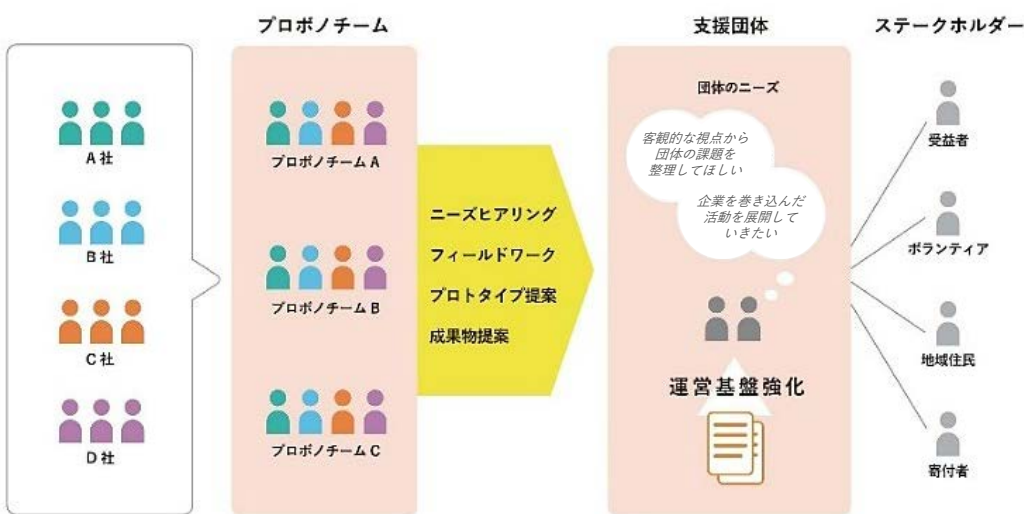 プロボノチーム
支援団体
ステークホルダー
A 社
B 社
C 社
D 社
プロボノチーム A
プロボノチーム B
プロボノチーム C
ニーズヒアリング
フィールドワーク
プロトタイプ提案
成果物提案
団体のニーズ
客観的な視点から
団体の課題を
整理してほしい
企業を巻き込んだ
活動を展開して
いきたい
運営基盤強化
受益者
ボランティア
地域住民
寄付者